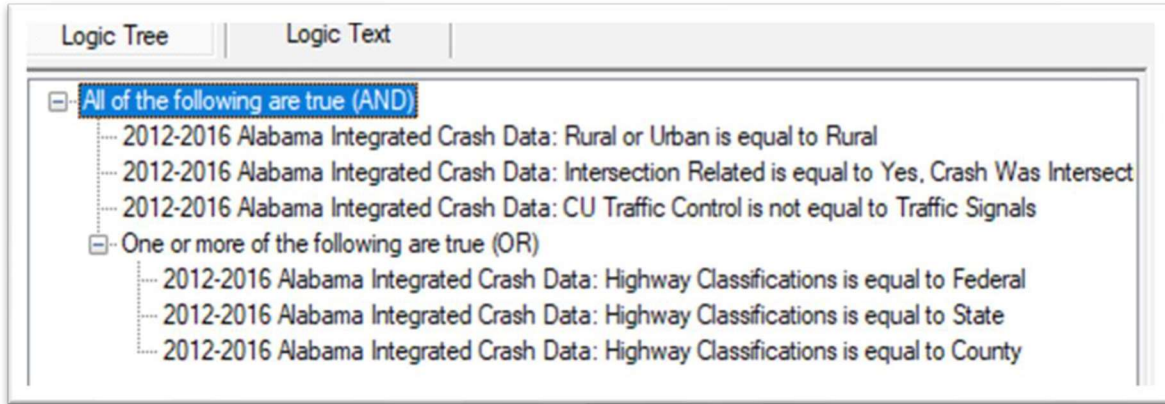 Logic Tree
Logic Text
All of the following are true (AND)
2012-2016 Alabama Integrated Crash Data: Rural or Urban is equal to Rural
2012-2016 Alabama Integrated Crash Data: Intersection Related is equal to Yes, Crash Was Intersect
2012-2016 Alabama Integrated Crash Data: CU Traffic Control is not equal to Traffic Signals
One or more of the following are true (OR)
2012-2016 Alabama Integrated Crash Data: Highway Classifications is equal to Federal
2012-2016 Alabama Integrated Crash Data: Highway Classifications is equal to State
2012-2016 Alabama Integrated Crash Data: Highway Classifications is equal to County